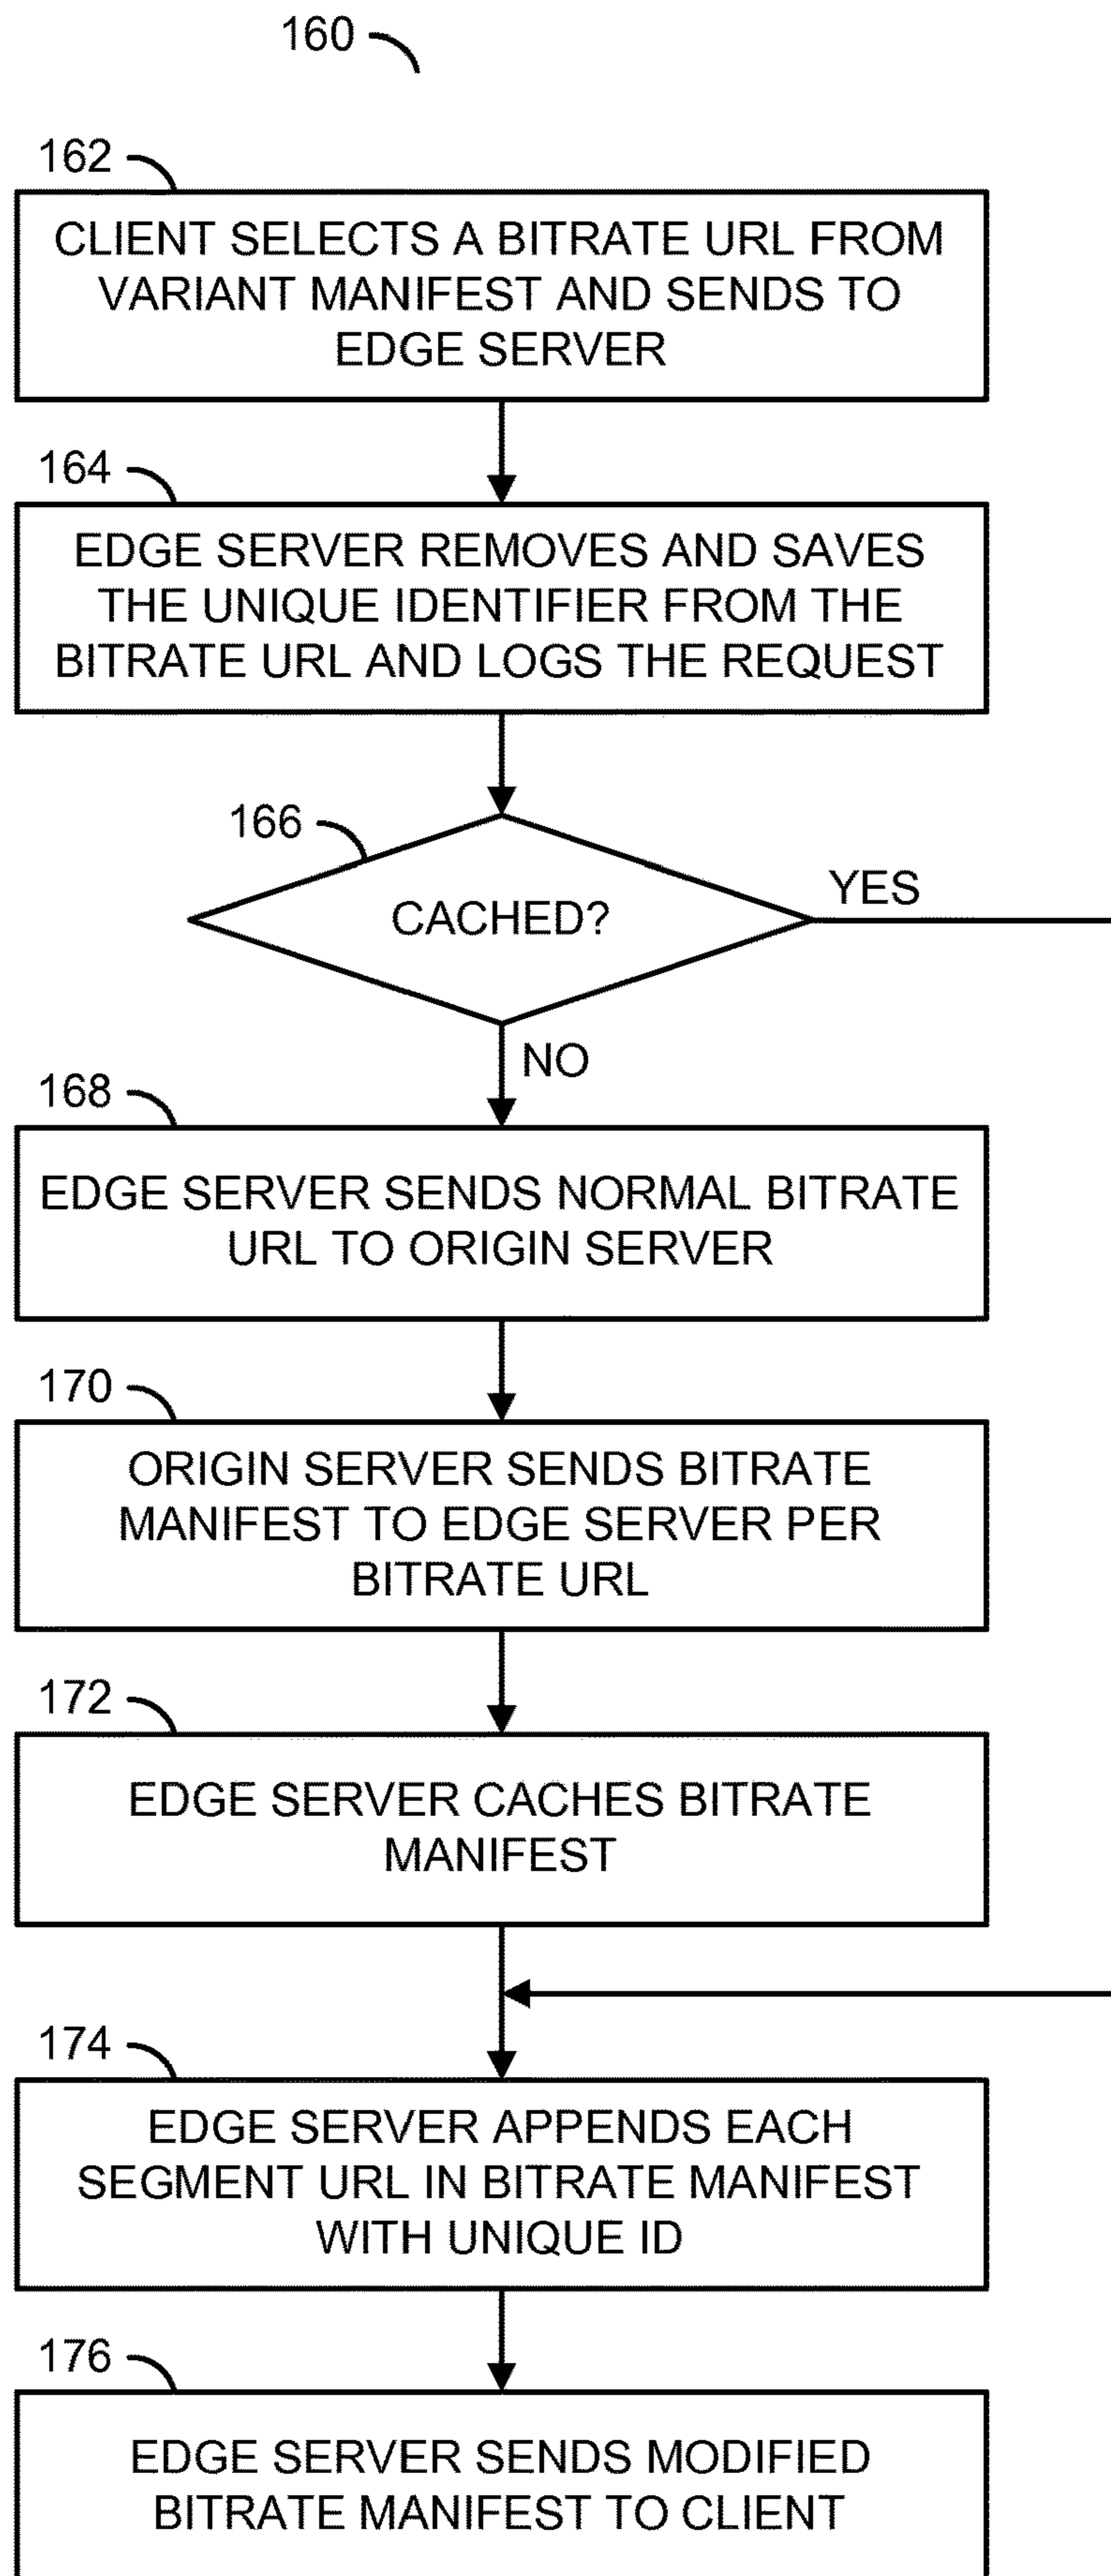 160
162
CLIENT SELECTS A BITRATE URL FROM
VARIANT MANIFEST AND SENDS TO
EDGE SERVER
164
EDGE SERVER REMOVES AND SAVES
THE UNIQUE IDENTIFIER FROM THE
BITRATE URL AND LOGS THE REQUEST
166
CACHED?
YES
NO
168
EDGE SERVER SENDS NORMAL BITRATE
URL TO ORIGIN SERVER
170
ORIGIN SERVER SENDS BITRATE
MANIFEST TO EDGE SERVER PER
BITRATE URL
172
EDGE SERVER CACHES BITRATE
MANIFEST
174
EDGE SERVER APPENDS EACH
SEGMENT URL IN BITRATE MANIFEST
WITH UNIQUE ID
176
EDGE SERVER SENDS MODIFIED
BITRATE MANIFEST TO CLIENT